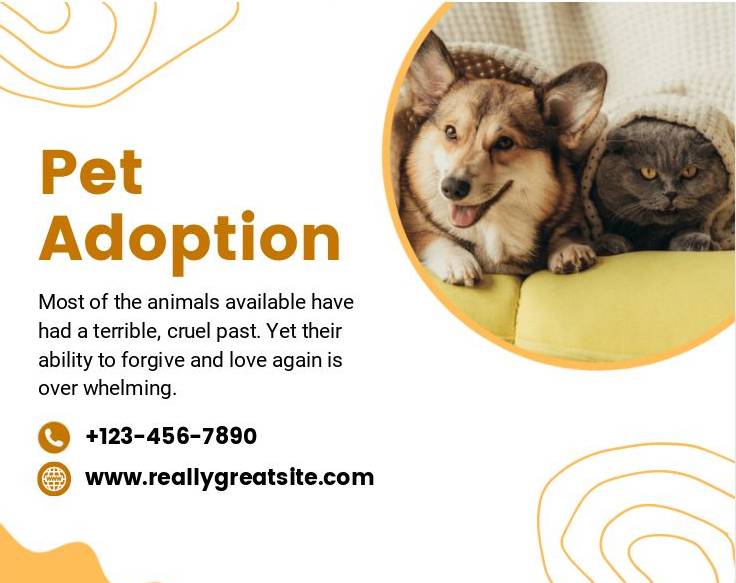 Pet
Adoption
Most of the animals available have
had a terrible, cruel past. Yet their
ability to forgive and love again is
over whelming.
+123-456-7890
www.reallygreatsite.com